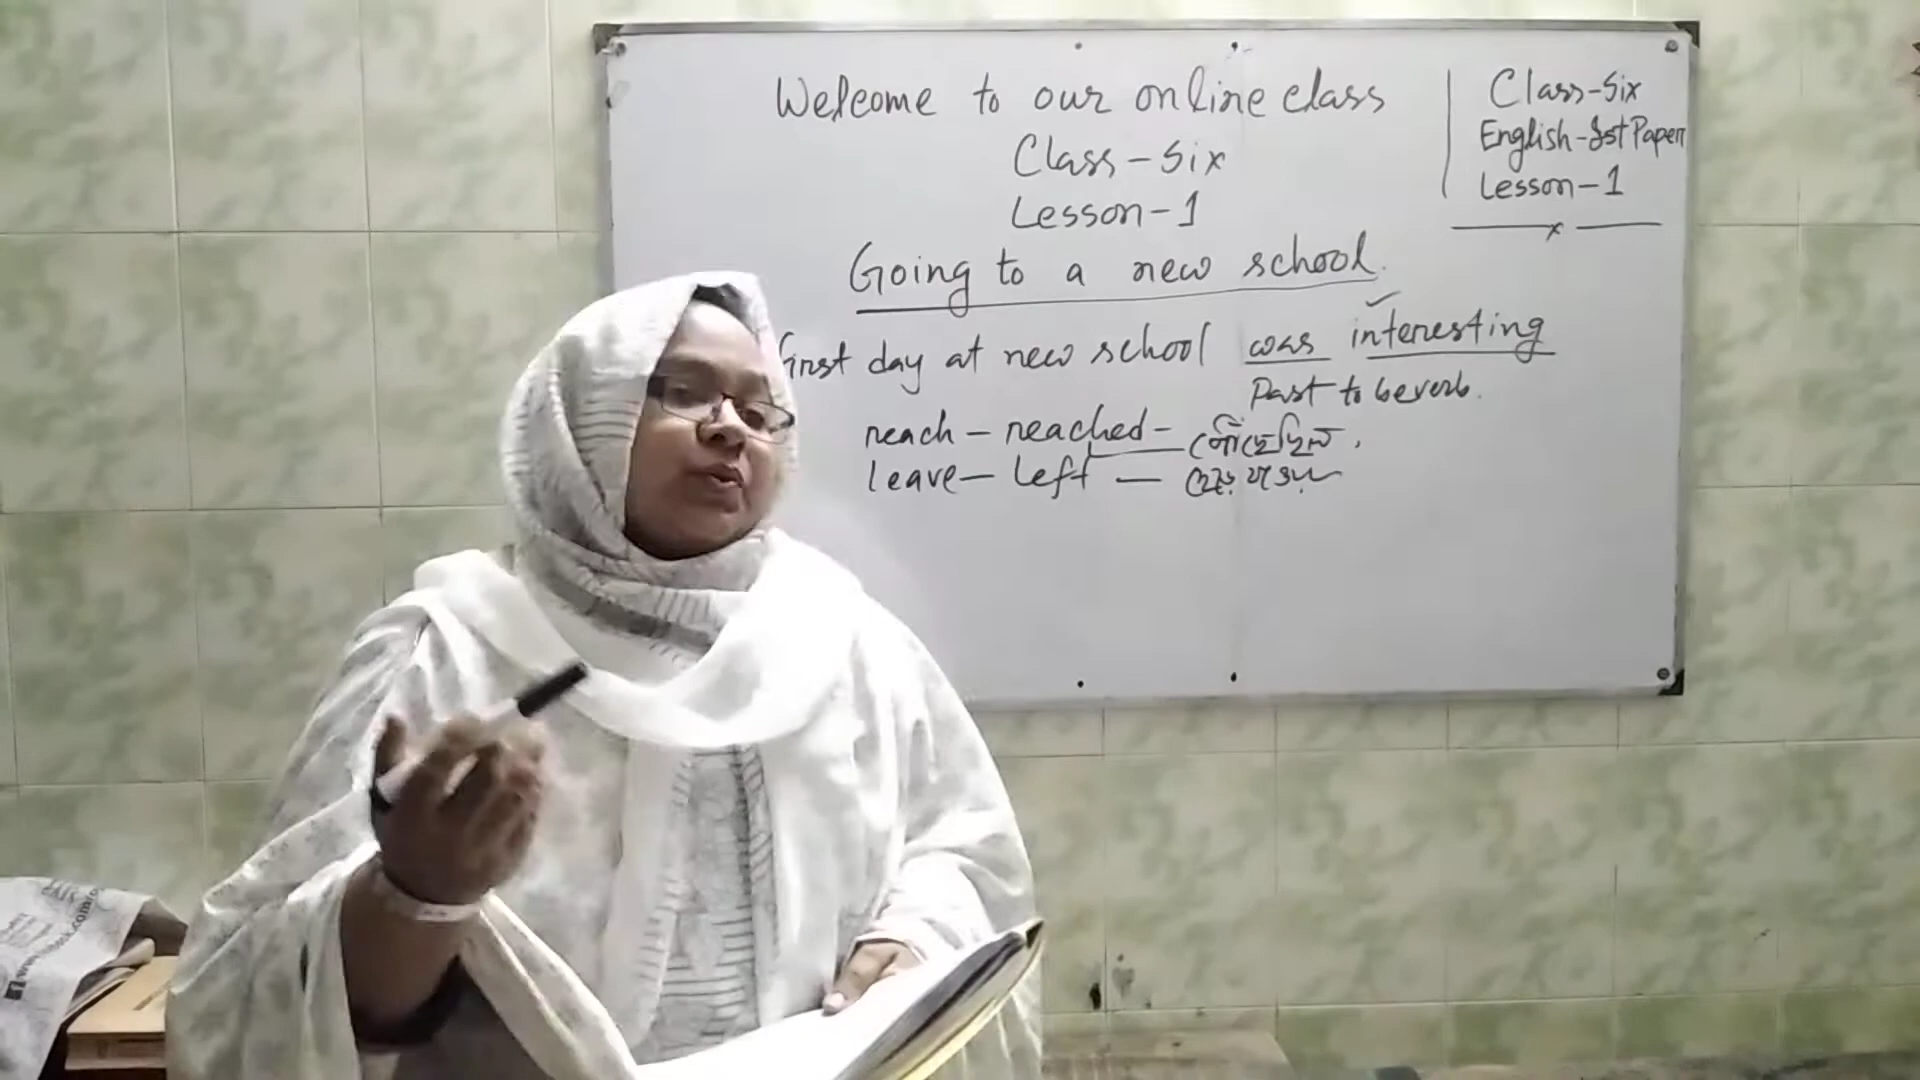 Welcome to our online class
Class-Six
Lesson-1
Going to a new school.
First day at new school was interesting
Past to be verb.
reach - reached - পৌঁছেছিল,
leave - left -
Class-Six
English-1st Paper
Lesson-1